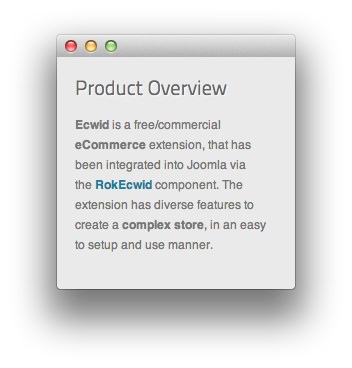 Product Overview
Ecwid is a free/commercial
eCommerce extension, that has
been integrated into Joomla via
the RokEcwid component. The
extension has diverse features to
create a complex store, in an easy
to setup and use manner.